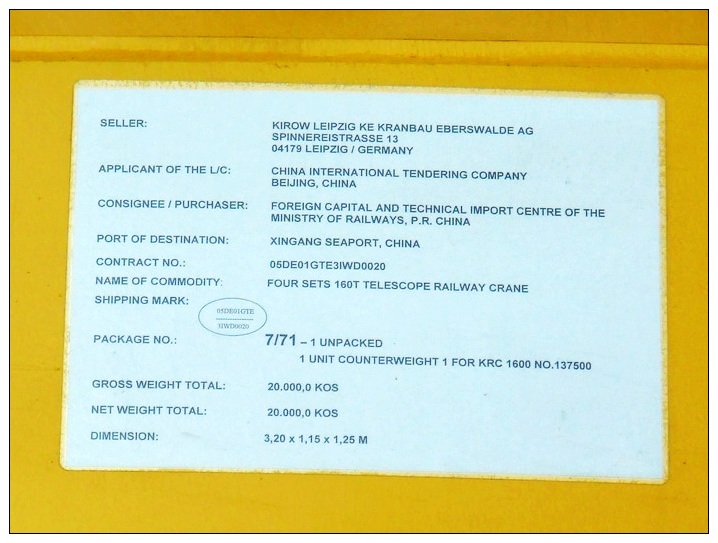 SELLER: KIROW LEIPZIG KE KRANBAU EBERSWALDE AG
SPINNEREISTRASSE 13
04179 LEIPZIG / GERMANY
APPLICANT OF THE L/C: CHINA INTERNATIONAL TENDERING COMPANY
BEIJING, CHINA
CONSIGNEE / PURCHASER: FOREIGN CAPITAL AND TECHNICAL IMPORT CENTRE OF THE
MINISTRY OF RAILWAYS, P.R. CHINA
PORT OF DESTINATION: XINGANG SEAPORT, CHINA
CONTRACT NO.: 05DE01GTE3IWD0020
NAME OF COMMODITY: FOUR SETS 160T TELESCOPE RAILWAY CRANE
SHIPPING MARK:
05DE01GTE
3IWD0020
PACKAGE NO.: 7/71 – 1 UNPACKED
1 UNIT COUNTERWEIGHT 1 FOR KRC 1600 NO.137500
GROSS WEIGHT TOTAL: 20.000,0 KOS
NET WEIGHT TOTAL: 20.000,0 KOS
DIMENSION: 3,20 x 1,15 x 1,25 M